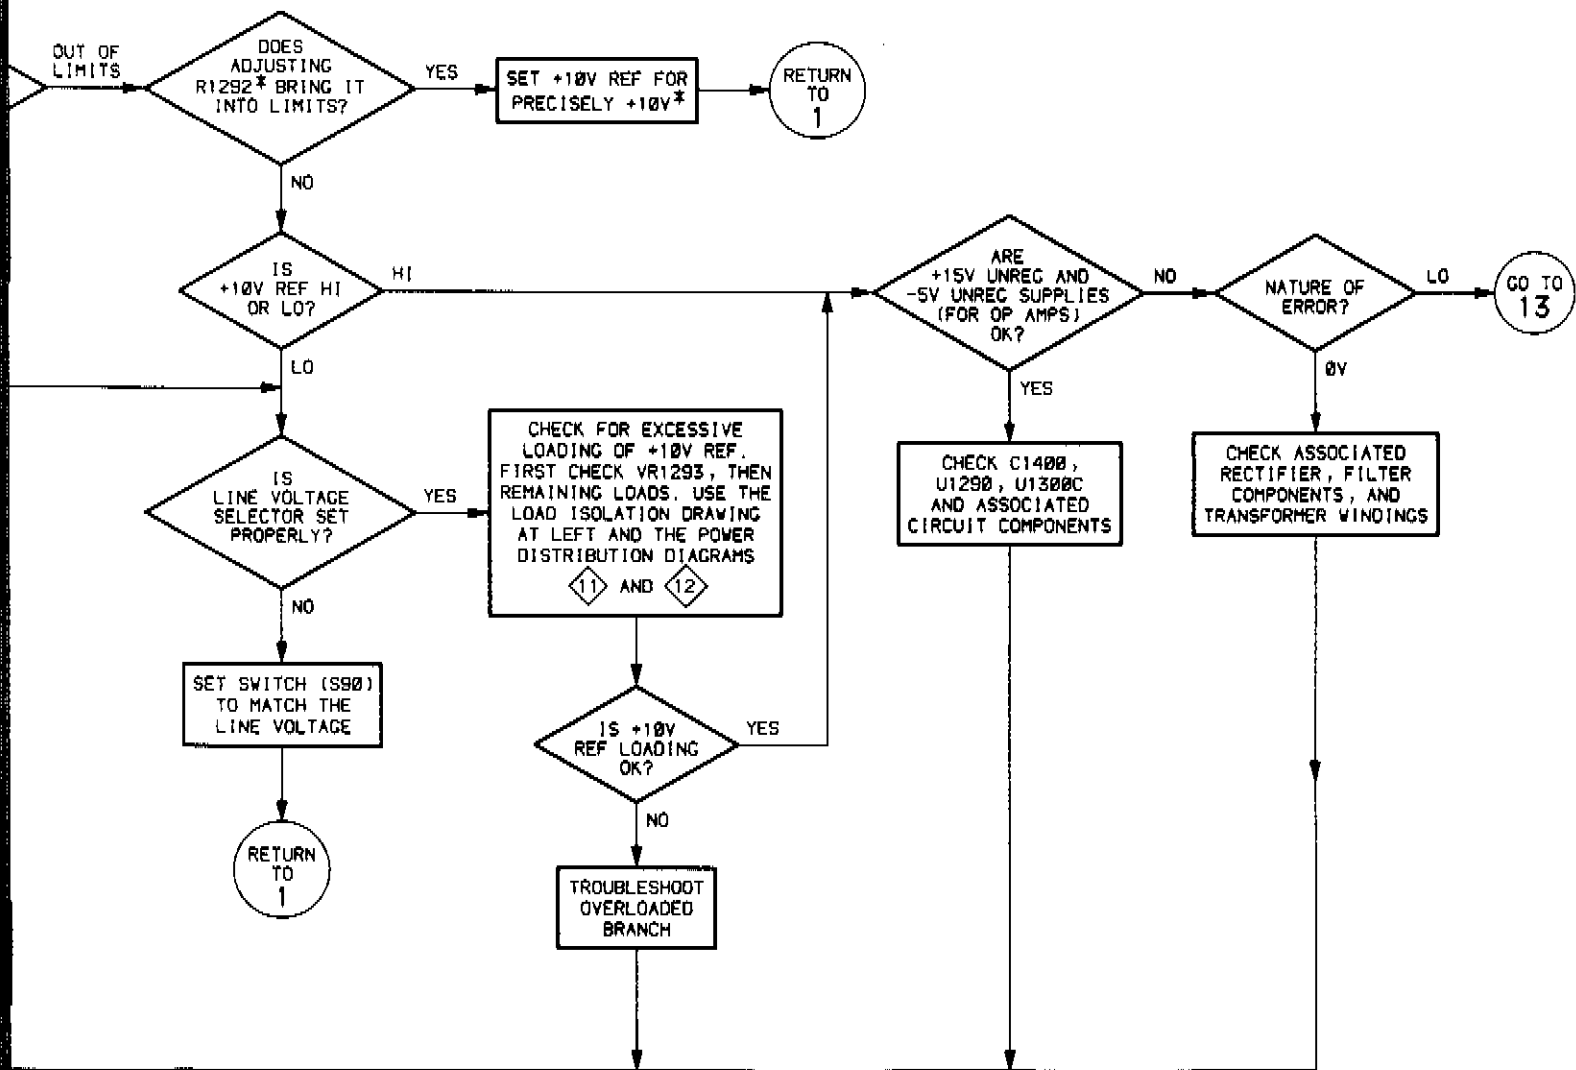 OUT OF
LIMITS
DOES
ADJUSTING
R1292* BRING IT
INTO LIMITS?
YES
SET +10V REF FOR
PRECISELY +10V*
RETURN
TO
1
NO
IS
+10V REF HI
OR LO?
HI
ARE
+15V UNREG AND
-5V UNREG SUPPLIES
(FOR OP AMPS)
OK?
NO
NATURE OF
ERROR?
LO
GO TO
13
LO
YES
0V
IS
LINE VOLTAGE
SELECTOR SET
PROPERLY?
YES
CHECK FOR EXCESSIVE
LOADING OF +10V REF.
FIRST CHECK VR1293, THEN
REMAINING LOADS. USE THE
LOAD ISOLATION DRAWING
AT LEFT AND THE POWER
DISTRIBUTION DIAGRAMS
11 AND 12
CHECK C1400,
U1290, U1300C
AND ASSOCIATED
CIRCUIT COMPONENTS
CHECK ASSOCIATED
RECTIFIER, FILTER
COMPONENTS, AND
TRANSFORMER WINDINGS
NO
SET SWITCH (S90)
TO MATCH THE
LINE VOLTAGE
IS +10V
REF LOADING
OK?
YES
NO
RETURN
TO
1
TROUBLESHOOT
OVERLOADED
BRANCH